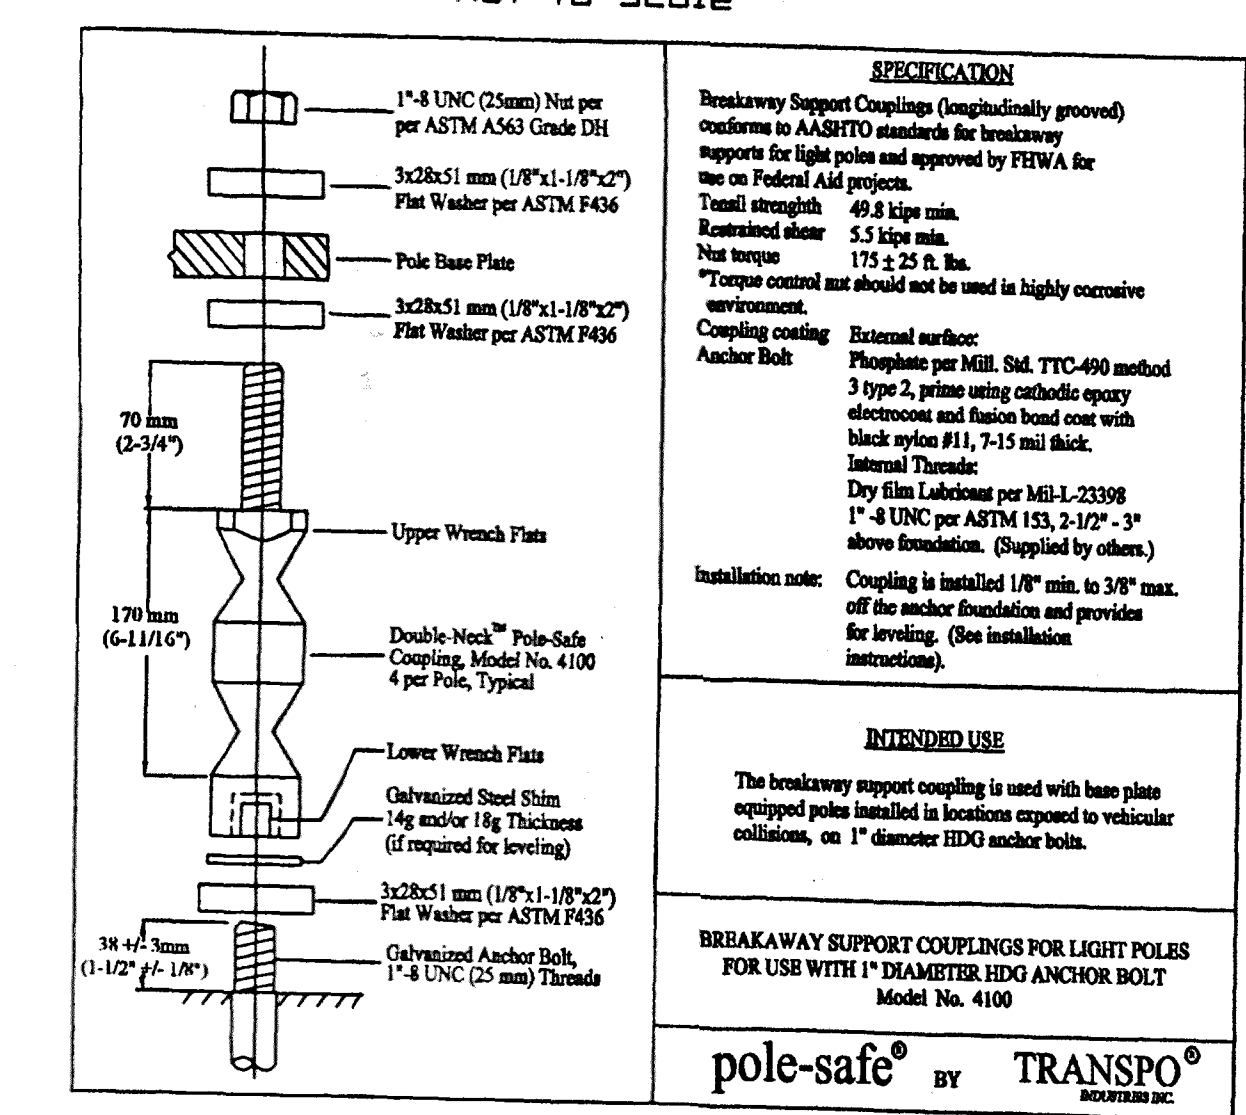 1"-8 UNC (25mm) Nut per
per ASTM A563 Grade DH
3x28x51 mm (1/8"x1-1/8"x2")
Flat Washer per ASTM F436
Pole Base Plate
3x28x51 mm (1/8"x1-1/8"x2")
Flat Washer per ASTM F436
70 mm
(2-3/4")
Upper Wrench Flats
170 mm
(6-11/16")
Double-Neck™ Pole-Safe
Coupling, Model No. 4100
4 per Pole, Typical
Lower Wrench Flats
Galvanized Steel Shim
14g and/or 18g Thickness
(if required for leveling)
3x28x51 mm (1/8"x1-1/8"x2")
Flat Washer per ASTM F436
38 +/- 3mm
(1-1/2" +/- 1/8")
Galvanized Anchor Bolt,
1"-8 UNC (25 mm) Threads
SPECIFICATION
Breakaway Support Couplings (longitudinally grooved)
conforms to AASHTO standards for breakaway
supports for light poles and approved by FHWA for
use on Federal Aid projects.
Tensil strenghth 49.8 kips min.
Restrained shear 5.5 kips min.
Nut torque 175 ± 25 ft. lbs.
*Torque control nut should not be used in highly corrosive
environment.
Coupling coating External surface:
Anchor Bolt Phosphate per Mill. Std. TTC-490 method
3 type 2, prime using cathodic epoxy
electrocoat and fusion bond coat with
black nylon #11, 7-15 mil thick.
Internal Threads:
Dry film Lubricant per Mil-L-23398
1" -8 UNC per ASTM 153, 2-1/2" - 3"
above foundation. (Supplied by others.)
Installation note: Coupling is installed 1/8" min. to 3/8" max.
off the anchor foundation and provides
for leveling. (See installation
instructions).
INTENDED USE
The breakaway support coupling is used with base plate
equipped poles installed in locations exposed to vehicular
collisions, on 1" diameter HDG anchor bolts.
BREAKAWAY SUPPORT COUPLINGS FOR LIGHT POLES
FOR USE WITH 1" DIAMETER HDG ANCHOR BOLT
Model No. 4100
pole-safe® BY TRANSPO®
INDUSTRIES INC.